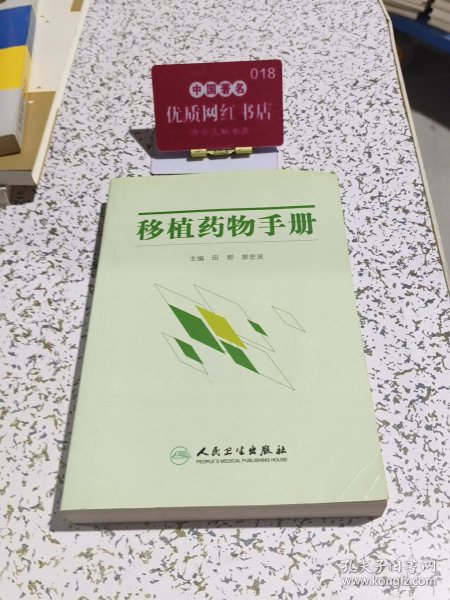 018
中国著名
优质网红书店
移植药物手册
主编 田野 郭宏波
人民卫生出版社
PEOPLE'S MEDICAL PUBLISHING HOUSE
孔夫子旧书网
www.kongfz.com